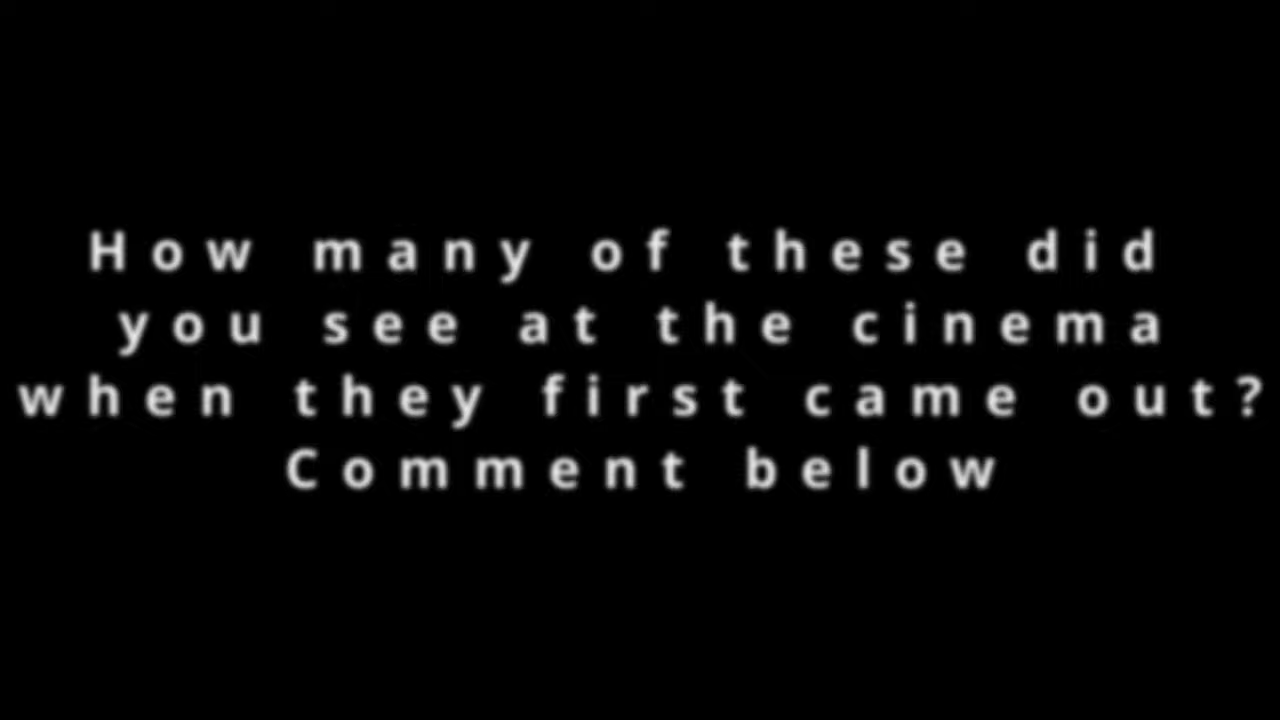 How many of these did
you see at the cinema
when they first came out?
Comment below